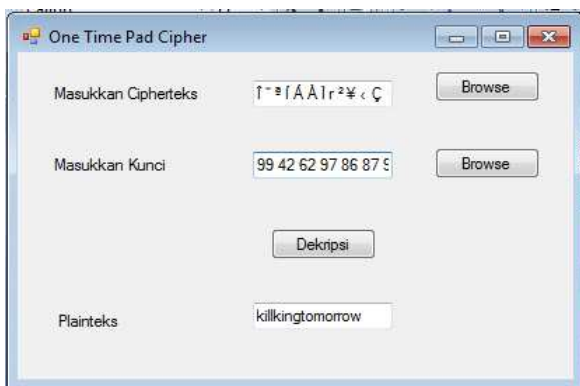 One Time Pad Cipher
Masukkan Cipherteks
Browse
Masukkan Kunci 99 42 62 97 86 87 9
Browse
Dekripsi
Plainteks killkingtomorrow